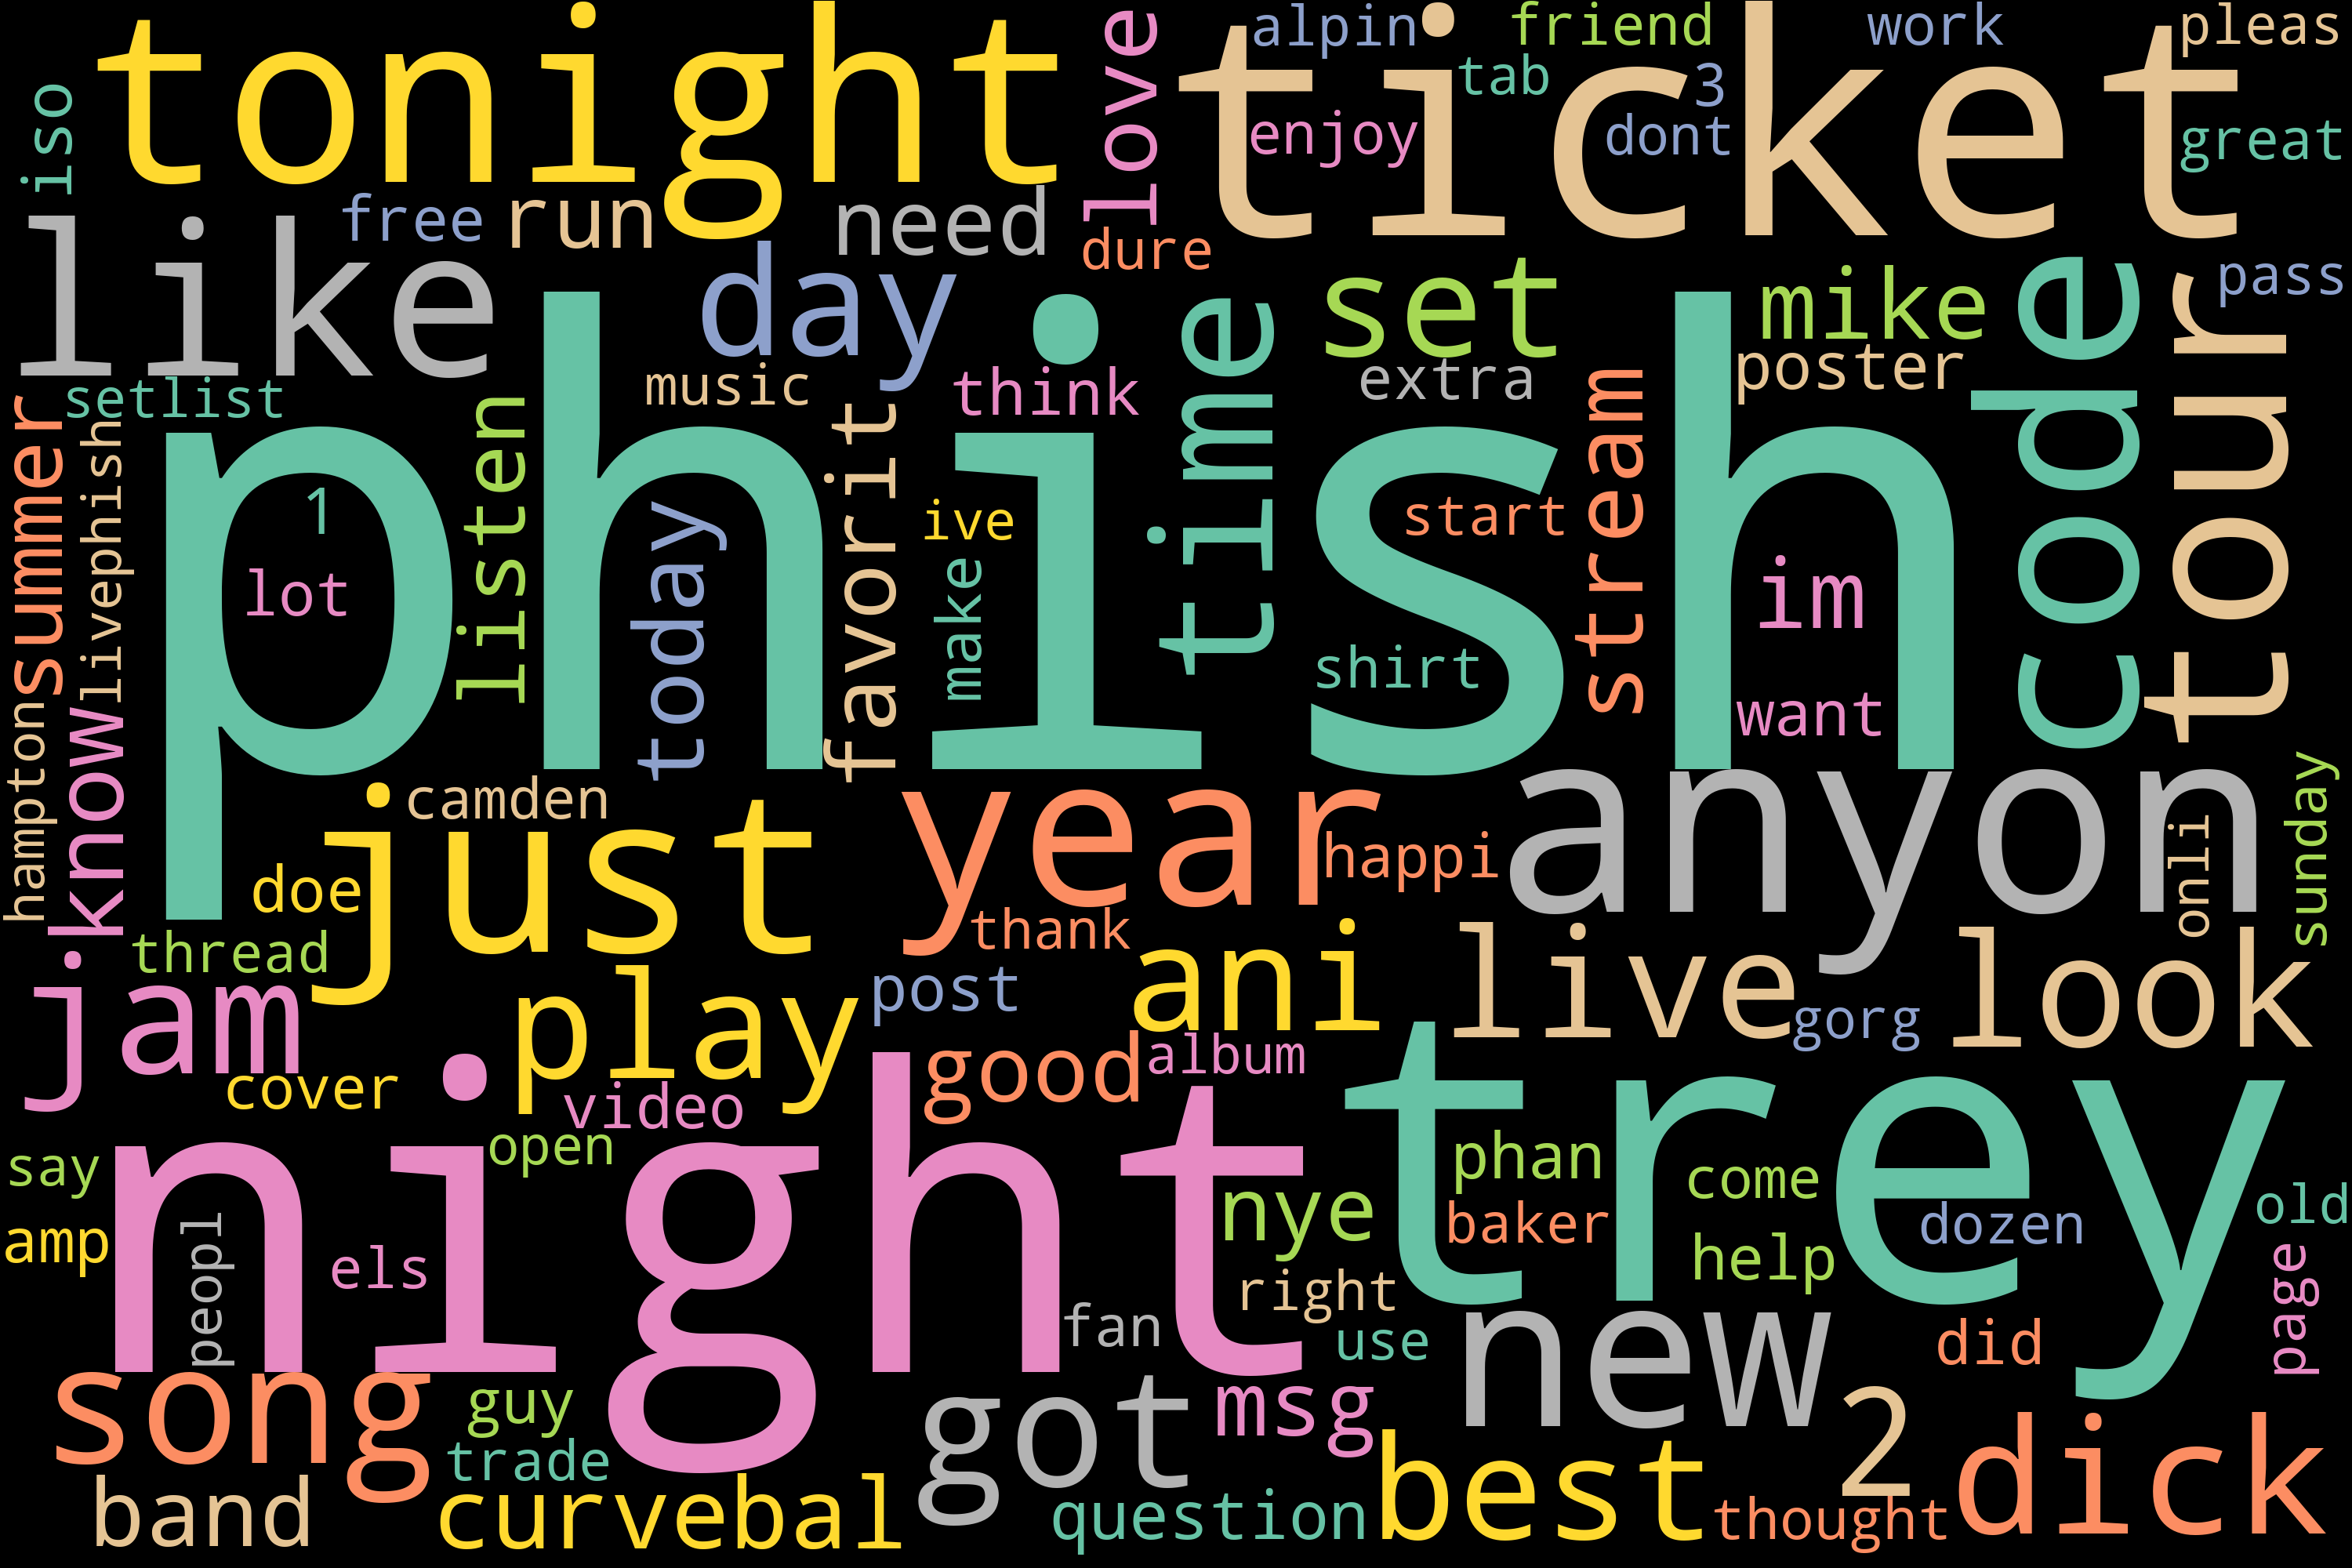 tonight
love
alpin
ticket
friend
work
pleas
tab
3
iso
enjoy
dont
great
like
free
run
need
dure
day
set
mike
code
tour
pass
setlist
music
think
time
extra
poster
summer
livephish
phish
listen
favorit
stream
1
today
ive
start
lot
make
im
shirt
want
hampton
know
camden
just
year
happi
anyon
onli
sunday
doe
thread
thank
jam
play
post
ani
live
gorg
look
cover
video
good
album
trey
open
night
say
phan
come
nye
baker
dozen
old
amp
peopl
els
help
page
right
fan
use
new
did
song
guy
got
msg
2
dick
trade
best
band
curvebal
question
thought